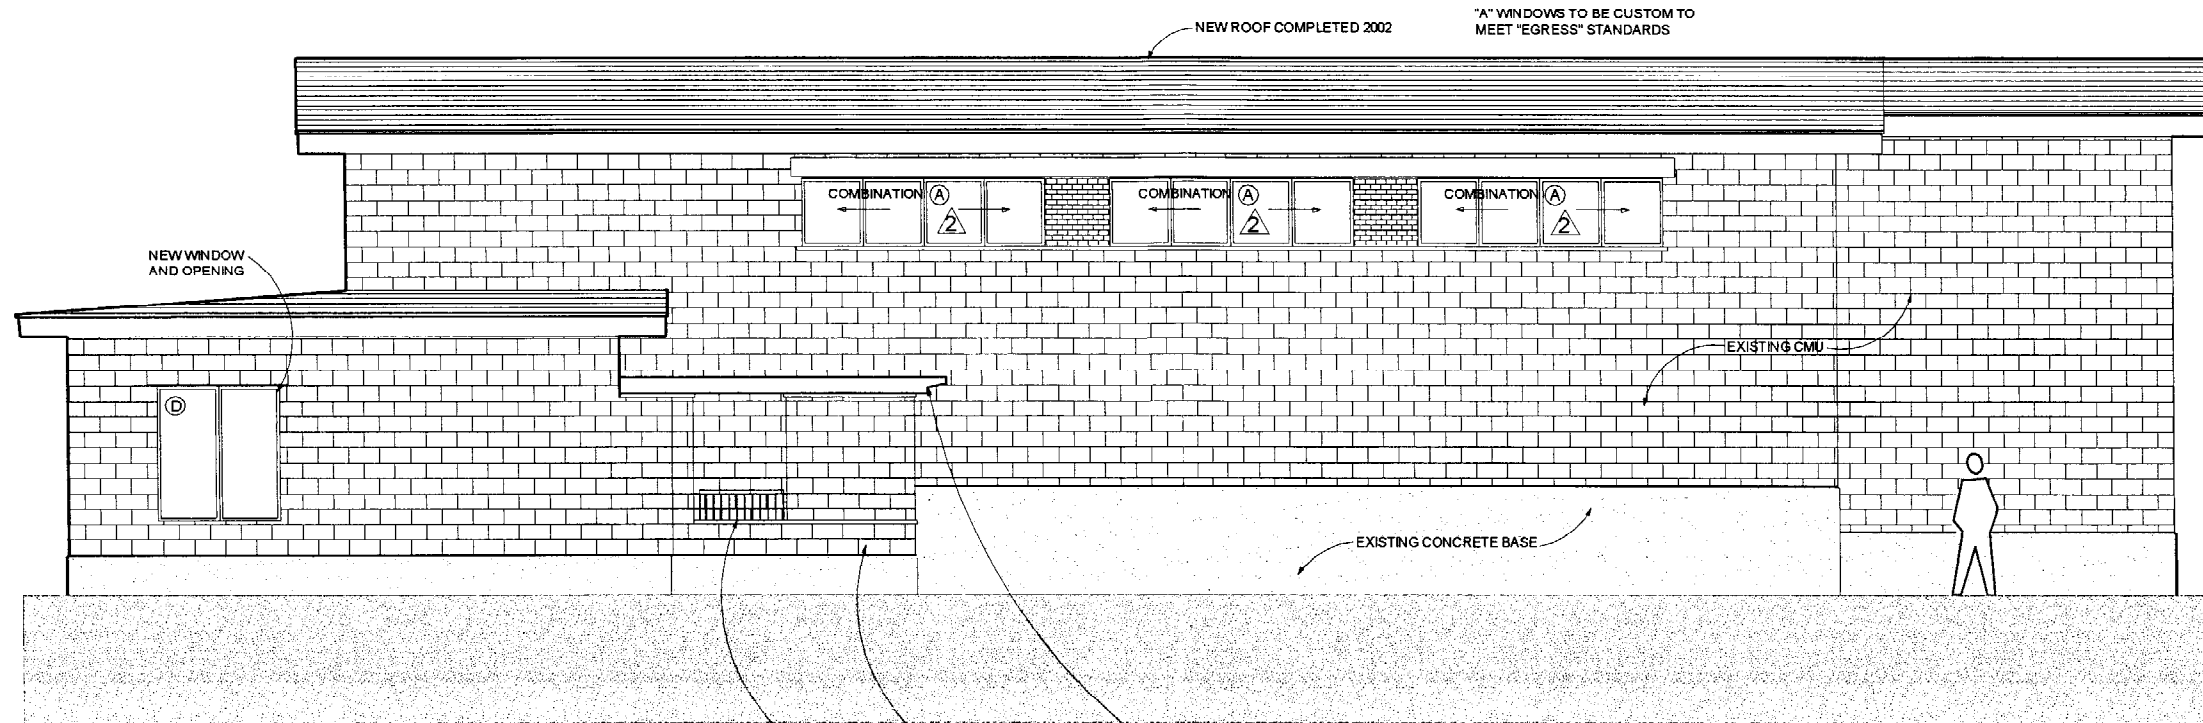 "A" WINDOWS TO BE CUSTOM TO
MEET "EGRESS" STANDARDS
NEW ROOF COMPLETED 2002
COMBINATION A
2
COMBINATION A
2
COMBINATION A
2
NEW WINDOW
AND OPENING
EXISTING CMU
D
EXISTING CONCRETE BASE